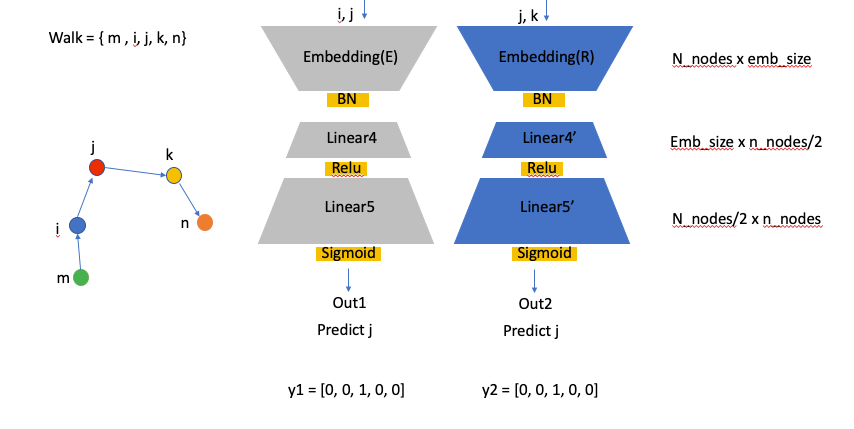 Walk = { m , i, j, k, n}
j
k
i
n
m
i, j
Embedding(E)
BN
Linear4
Relu
Linear5
Sigmoid
Out1
Predict j
y1 = [0, 0, 1, 0, 0]
j, k
Embedding(R)
BN
Linear4′
Relu
Linear5′
Sigmoid
Out2
Predict j
y2 = [0, 0, 1, 0, 0]
N_nodes x emb_size
Emb_size x n_nodes/2
N_nodes/2 x n_nodes